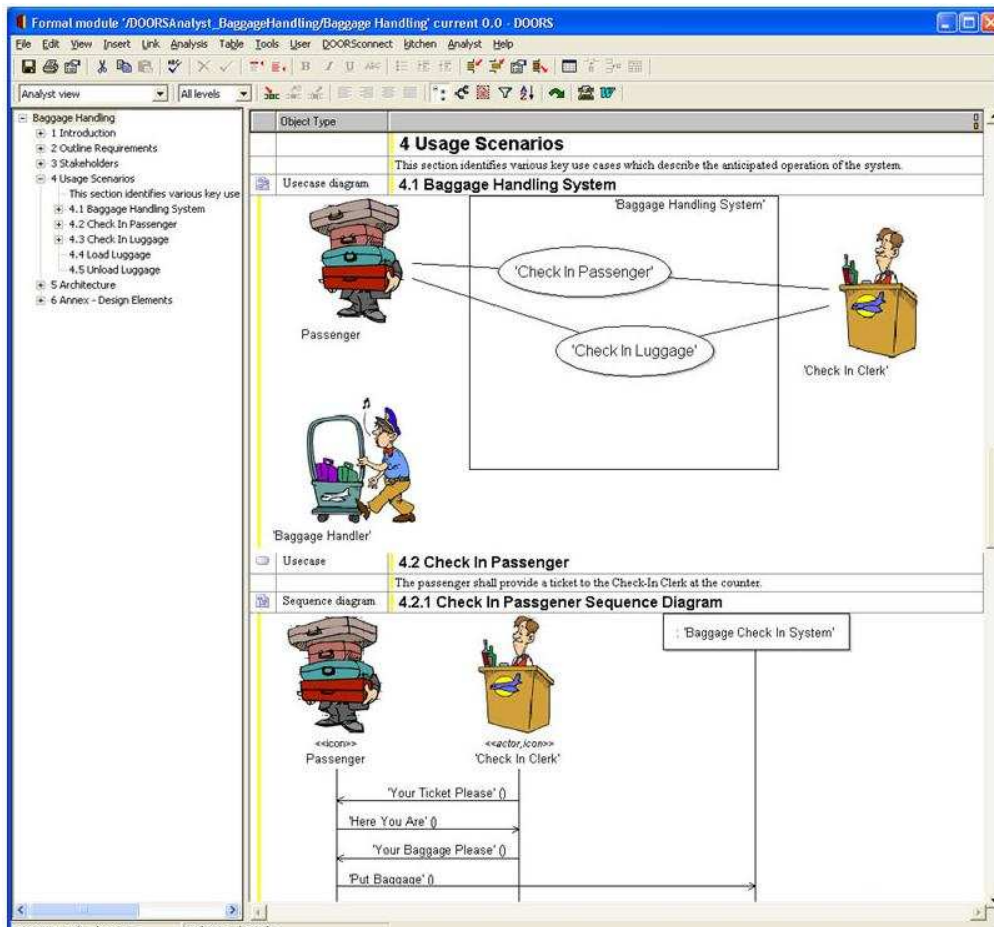 Formal module '/DOORSAnalyst_BaggageHandling/Baggage Handling' current 0.0 - DOORS
File Edit View Insert Link Analysis Table Tools User DOORSconnect kitchen Analyst Help
Analyst view All levels
Baggage Handling
1 Introduction
2 Outline Requirements
3 Stakeholders
4 Usage Scenarios
This section identifies various key use
4.1 Baggage Handling System
4.2 Check In Passenger
4.3 Check In Luggage
4.4 Load Luggage
4.5 Unload Luggage
5 Architecture
6 Annex - Design Elements
Object Type
4 Usage Scenarios
This section identifies various key use cases which describe the anticipated operation of the system.
Usecase diagram 4.1 Baggage Handling System
'Baggage Handling System'
'Check In Passenger'
Passenger
'Check In Luggage'
'Check In Clerk'
'Baggage Handler'
Usecase 4.2 Check In Passenger
The passenger shall provide a ticket to the Check-In Clerk at the counter.
Sequence diagram 4.2.1 Check In Passgener Sequence Diagram
: 'Baggage Check In System'
<<icon>> <<actor,icon>>
Passenger 'Check In Clerk'
'Your Ticket Please' ()
'Here You Are' ()
'Your Baggage Please' ()
'Put Baggage' ()